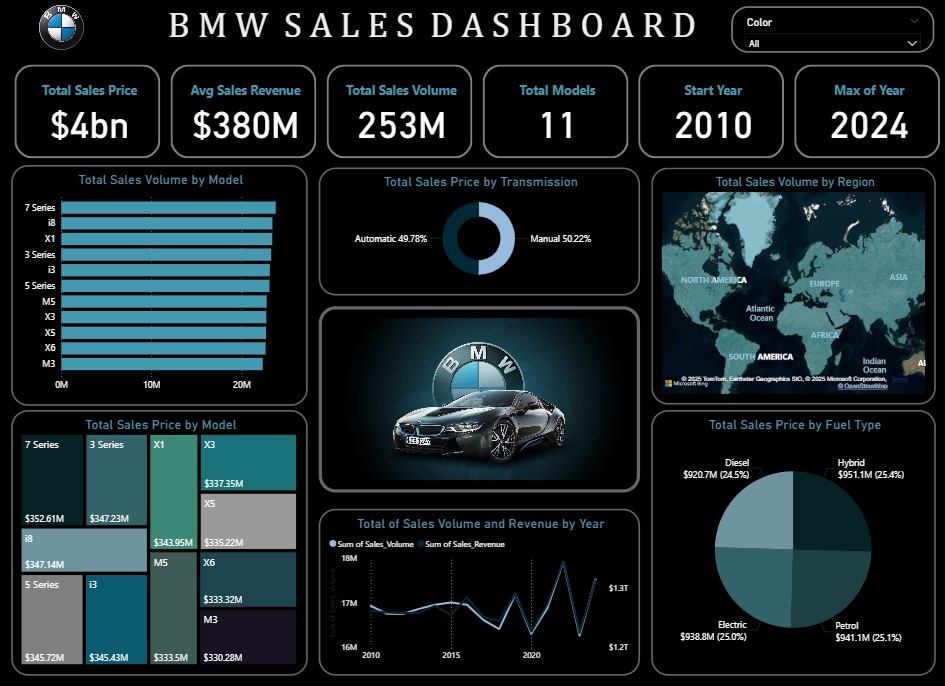 BMW SALES DASHBOARD
Color
All
Total Sales Price
$4bn
Avg Sales Revenue
$380M
Total Sales Volume
253M
Total Models
11
Start Year
2010
Max of Year
2024
Total Sales Volume by Model
7 Series
i8
X1
3 Series
i3
5 Series
M5
X3
X5
X6
M3
0M 10M 20M
Total Sales Price by Transmission
Automatic 49.78%
Manual 50.22%
Total Sales Volume by Region
NORTH AMERICA
EUROPE
ASIA
Atlantic
Ocean
AFRICA
SOUTH AMERICA
Indian
Ocean
AU
Microsoft Bing
© 2025 TomTom, Earthstar Geographics SIO, © 2025 Microsoft Corporation,
© OpenStreetMap
Total Sales Price by Model
7 Series
$352.61M
3 Series
$347.23M
i8
$347.14M
5 Series
$345.72M
i3
$345.43M
X1
$343.95M
M5
$333.5M
X3
$337.35M
X5
$335.22M
X6
$333.32M
M3
$330.28M
BMW
Total of Sales Volume and Revenue by Year
Sum of Sales_Volume Sum of Sales_Revenue
Sum of Sales_Volume
18M
17M
16M
$1.3T
$1.2T
2010 2015 2020
Total Sales Price by Fuel Type
Diesel
$920.7M (24.5%)
Hybrid
$951.1M (25.4%)
Electric
$938.8M (25.0%)
Petrol
$941.1M (25.1%)